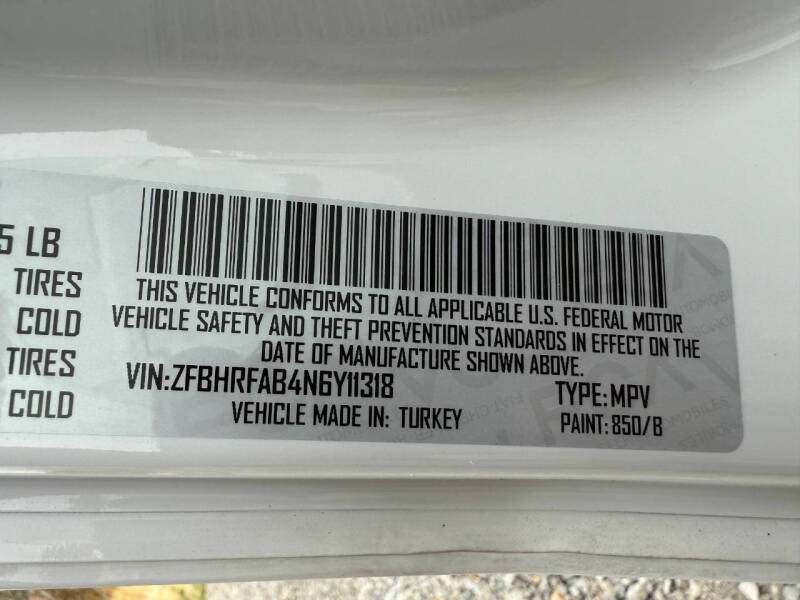 5 LB
TIRES
COLD
TIRES
COLD
THIS VEHICLE CONFORMS TO ALL APPLICABLE U.S. FEDERAL MOTOR
VEHICLE SAFETY AND THEFT PREVENTION STANDARDS IN EFFECT ON THE
DATE OF MANUFACTURE SHOWN ABOVE.
VIN:ZFBHRFAB4N6Y11318 TYPE:MPV
VEHICLE MADE IN: TURKEY PAINT:850/B